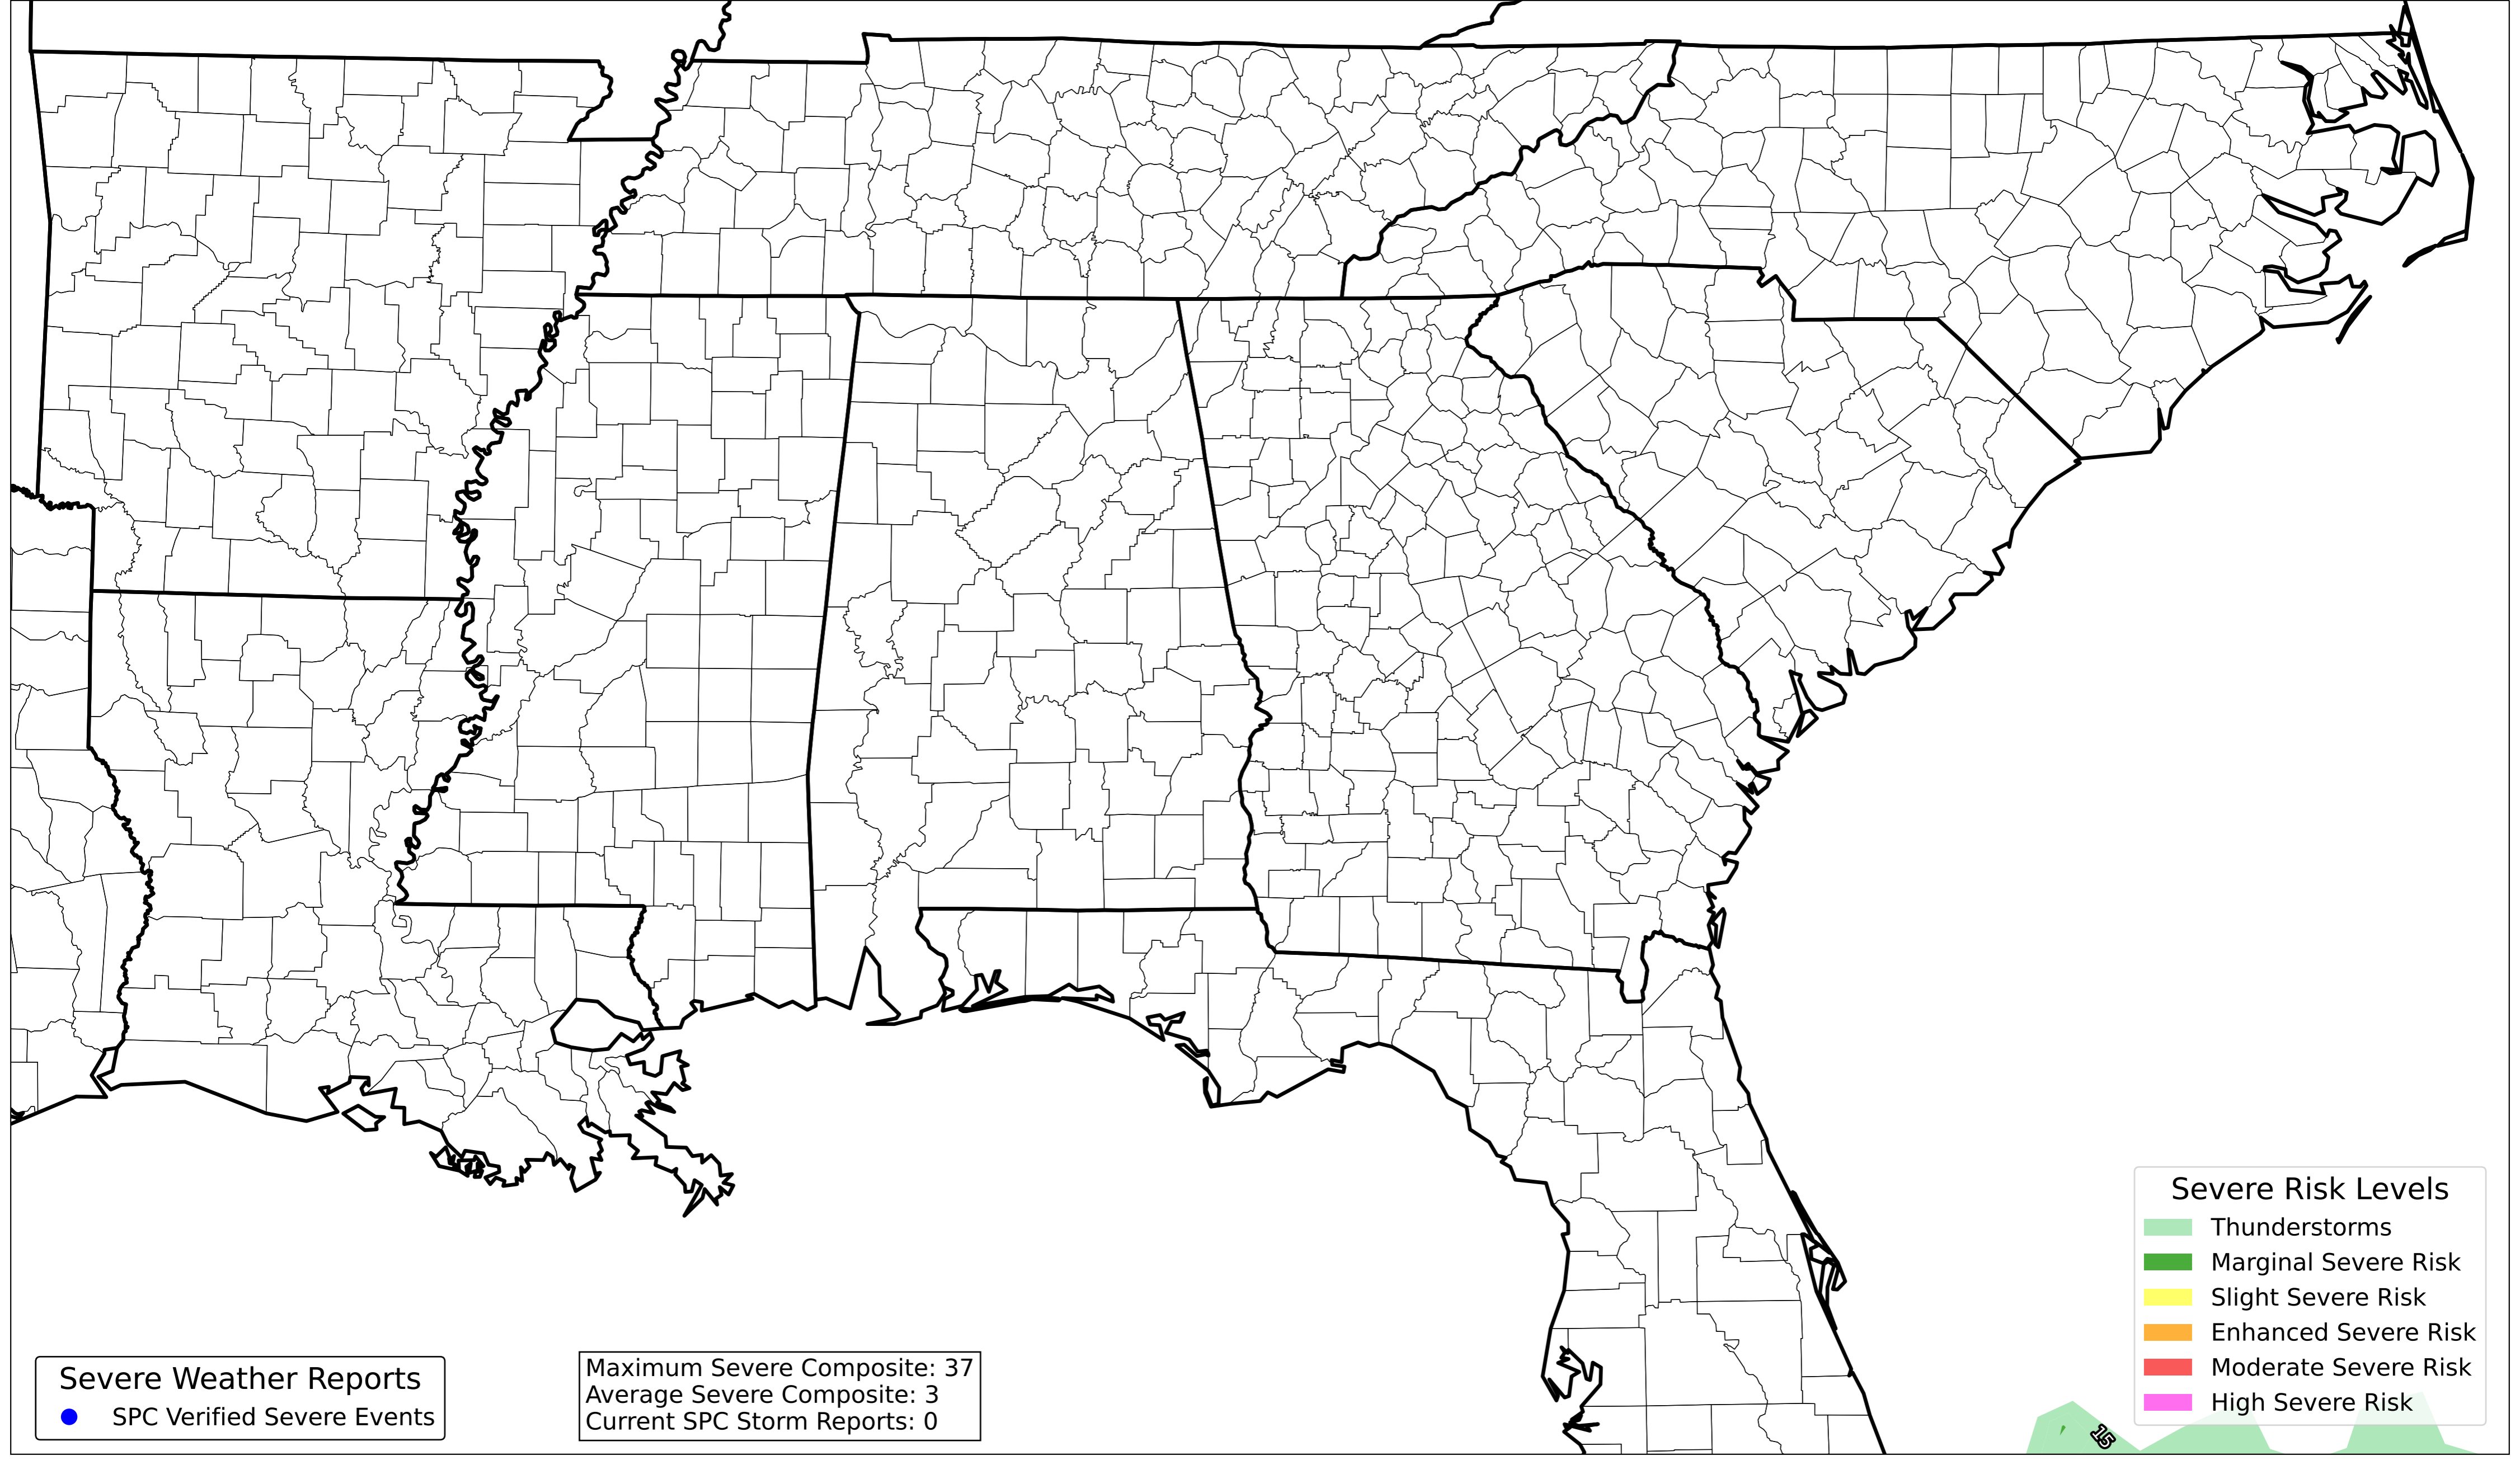 Severe Risk Levels
Thunderstorms
Marginal Severe Risk
Slight Severe Risk
Enhanced Severe Risk
Moderate Severe Risk
High Severe Risk
Severe Weather Reports
SPC Verified Severe Events
Maximum Severe Composite: 37
Average Severe Composite: 3
Current SPC Storm Reports: 0
15